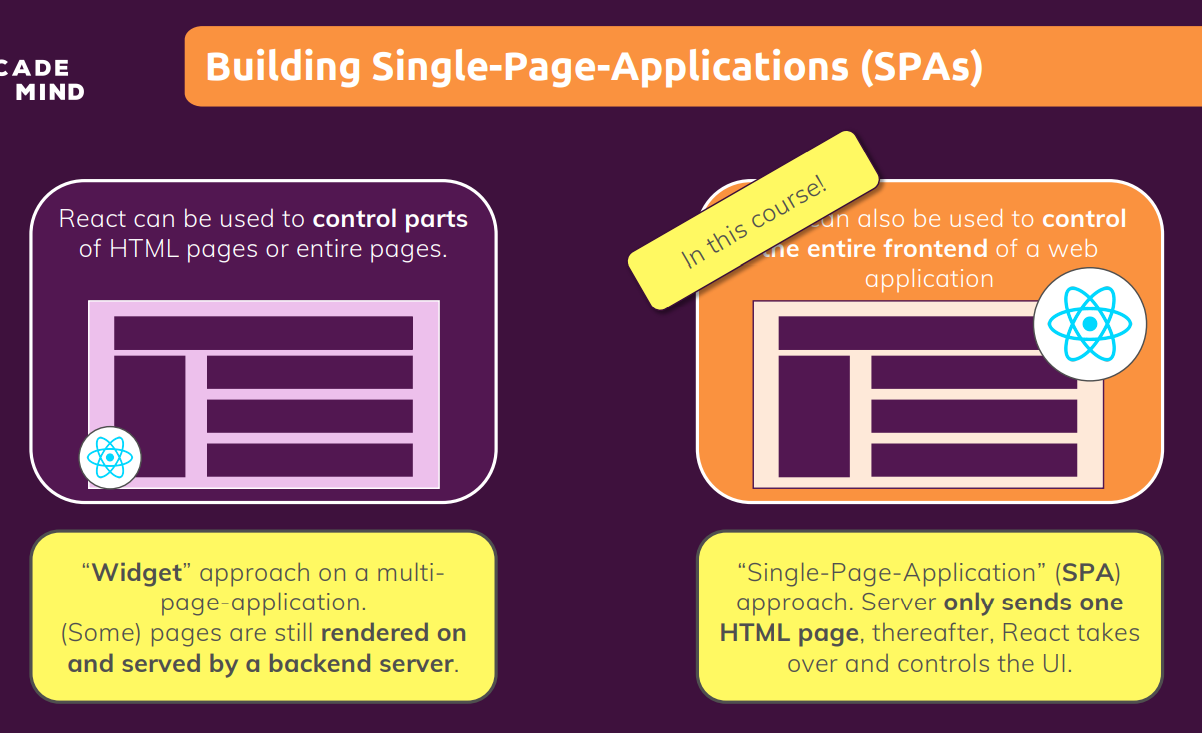 CADE
MIND
Building Single-Page-Applications (SPAs)
React can be used to control parts
of HTML pages or entire pages.
In this course!
an also be used to control
the entire frontend of a web
application
“Widget” approach on a multi-
page-application.
(Some) pages are still rendered on
and served by a backend server.
“Single-Page-Application” (SPA)
approach. Server only sends one
HTML page, thereafter, React takes
over and controls the UI.